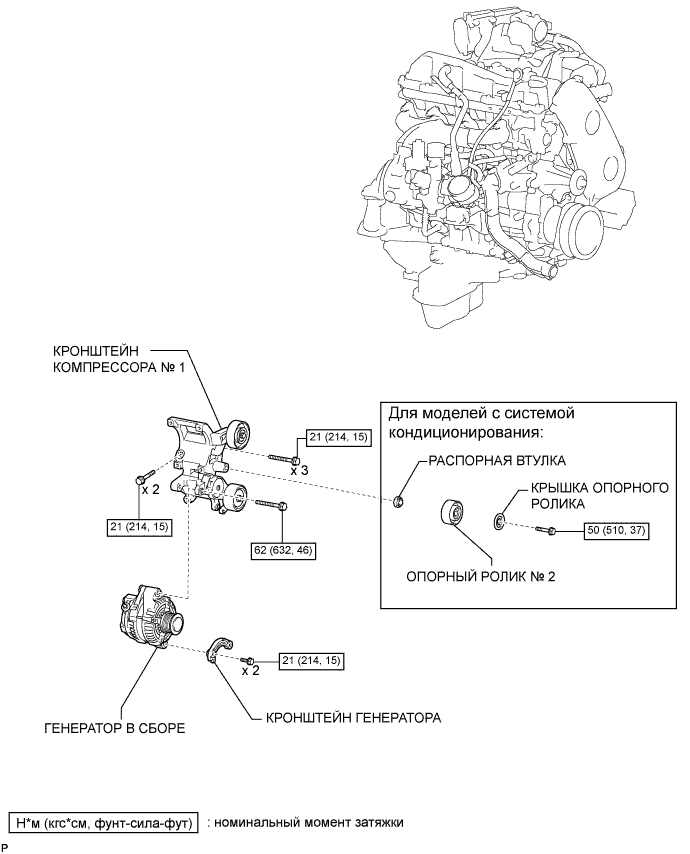 КРОНШТЕЙН
КОМПРЕССОРА № 1
21 (214, 15)
x 3
x 2
21 (214, 15)
62 (632, 46)
Для моделей с системой
кондиционирования:
РАСПОРНАЯ ВТУЛКА
КРЫШКА ОПОРНОГО
РОЛИКА
50 (510, 37)
ОПОРНЫЙ РОЛИК № 2
21 (214, 15)
x 2
КРОНШТЕЙН ГЕНЕРАТОРА
ГЕНЕРАТОР В СБОРЕ
Н*м (кгс*см, фунт-сила-фут) : номинальный момент затяжки
P